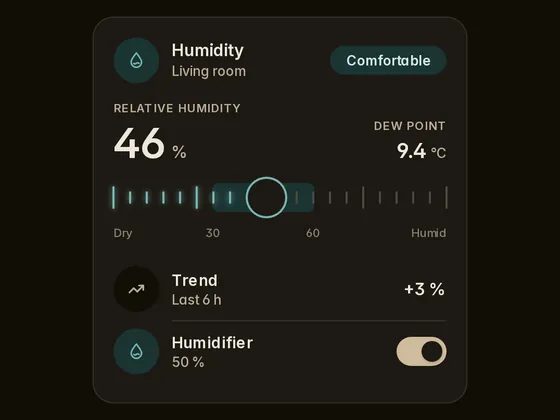 Humidity
Living room
Comfortable
RELATIVE HUMIDITY
46 %
DEW POINT
9.4 °C
Dry 30 60 Humid
Trend
Last 6 h
+3 %
Humidifier
50 %